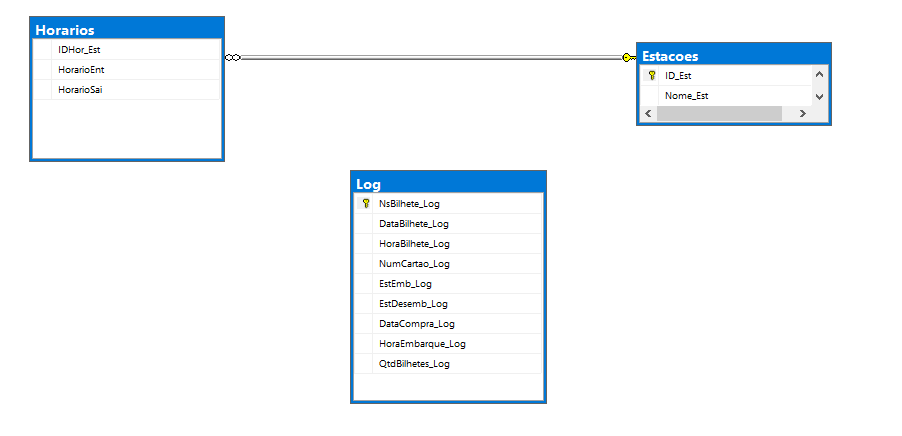 Horarios
IDHor_Est
HorarioEnt
HorarioSai
Estacoes
ID_Est
Nome_Est
Log
NsBilhete_Log
DataBilhete_Log
HoraBilhete_Log
NumCartao_Log
EstEmb_Log
EstDesemb_Log
DataCompra_Log
HoraEmbarque_Log
QtdBilhetes_Log